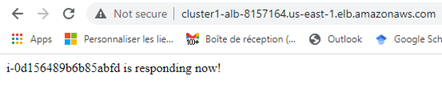 Not secure | cluster1-alb-8157164.us-east-1.elb.amazonaws.com
Apps Personnaliser les lie... 100+ Boîte de réception (... Outlook Google Sch
i-0d156489b6b85abfd is responding now!